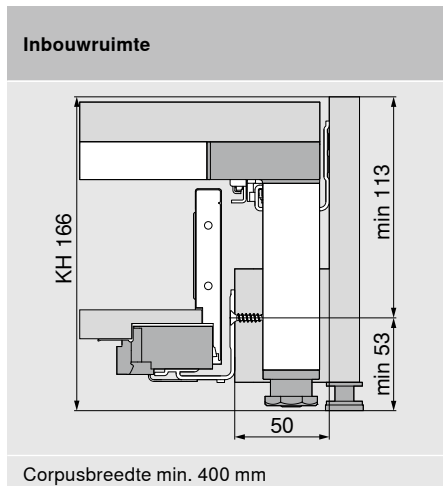 Inbouwruimte
KH 166
min 113
min 53
50
Corpusbreedte min. 400 mm